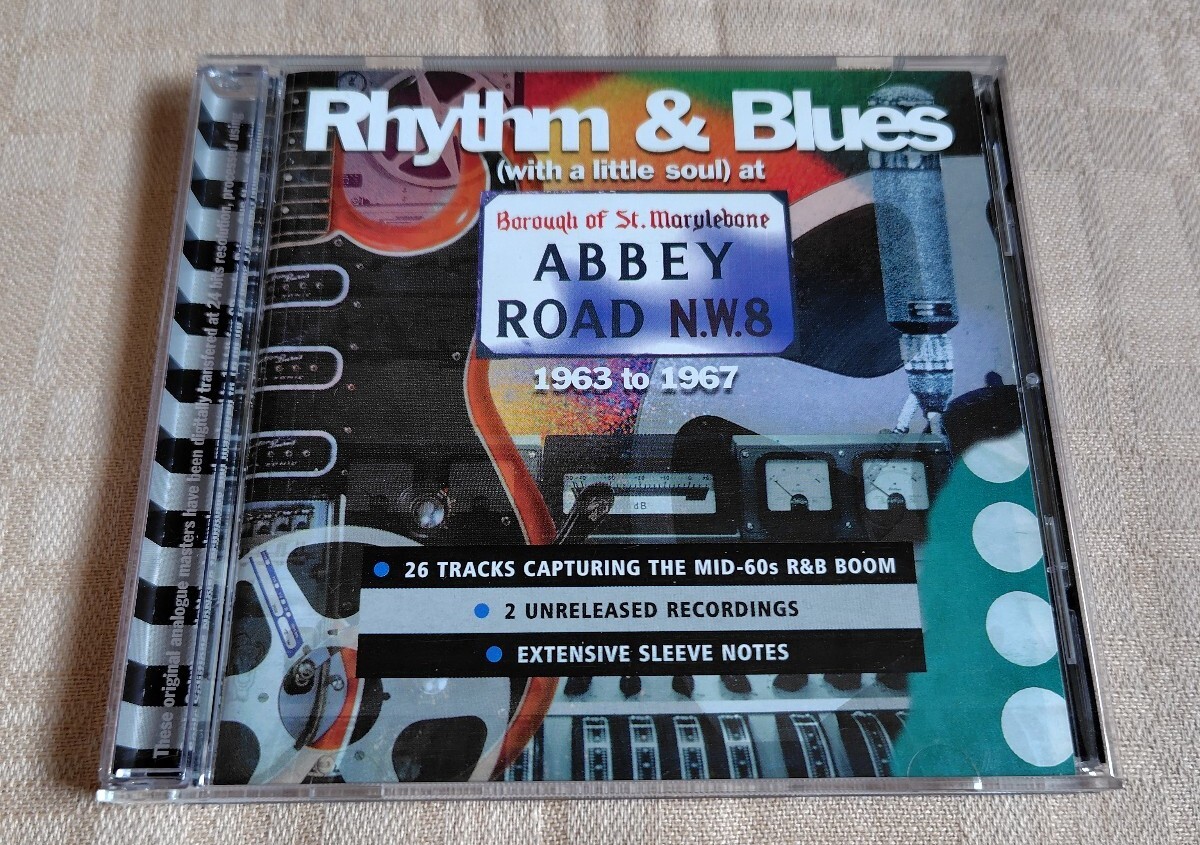 Rhythm & Blues
(with a little soul) at
Borough of St. Marylebone
ABBEY
ROAD N.W.8
1963 to 1967
dB
• 26 TRACKS CAPTURING THE MID-60s R&B BOOM
• 2 UNRELEASED RECORDINGS
• EXTENSIVE SLEEVE NOTES
These original analogue masters have been digitally transferred at 24 bits resolution, processed using